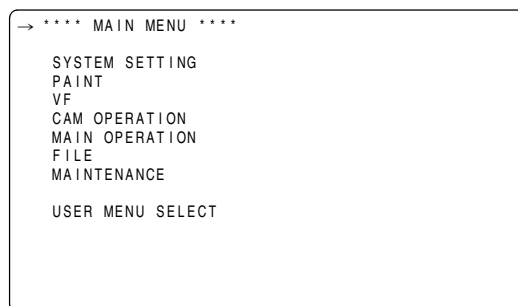 → **** MAIN MENU ****
SYSTEM SETTING
PAINT
VF
CAM OPERATION
MAIN OPERATION
FILE
MAINTENANCE
USER MENU SELECT